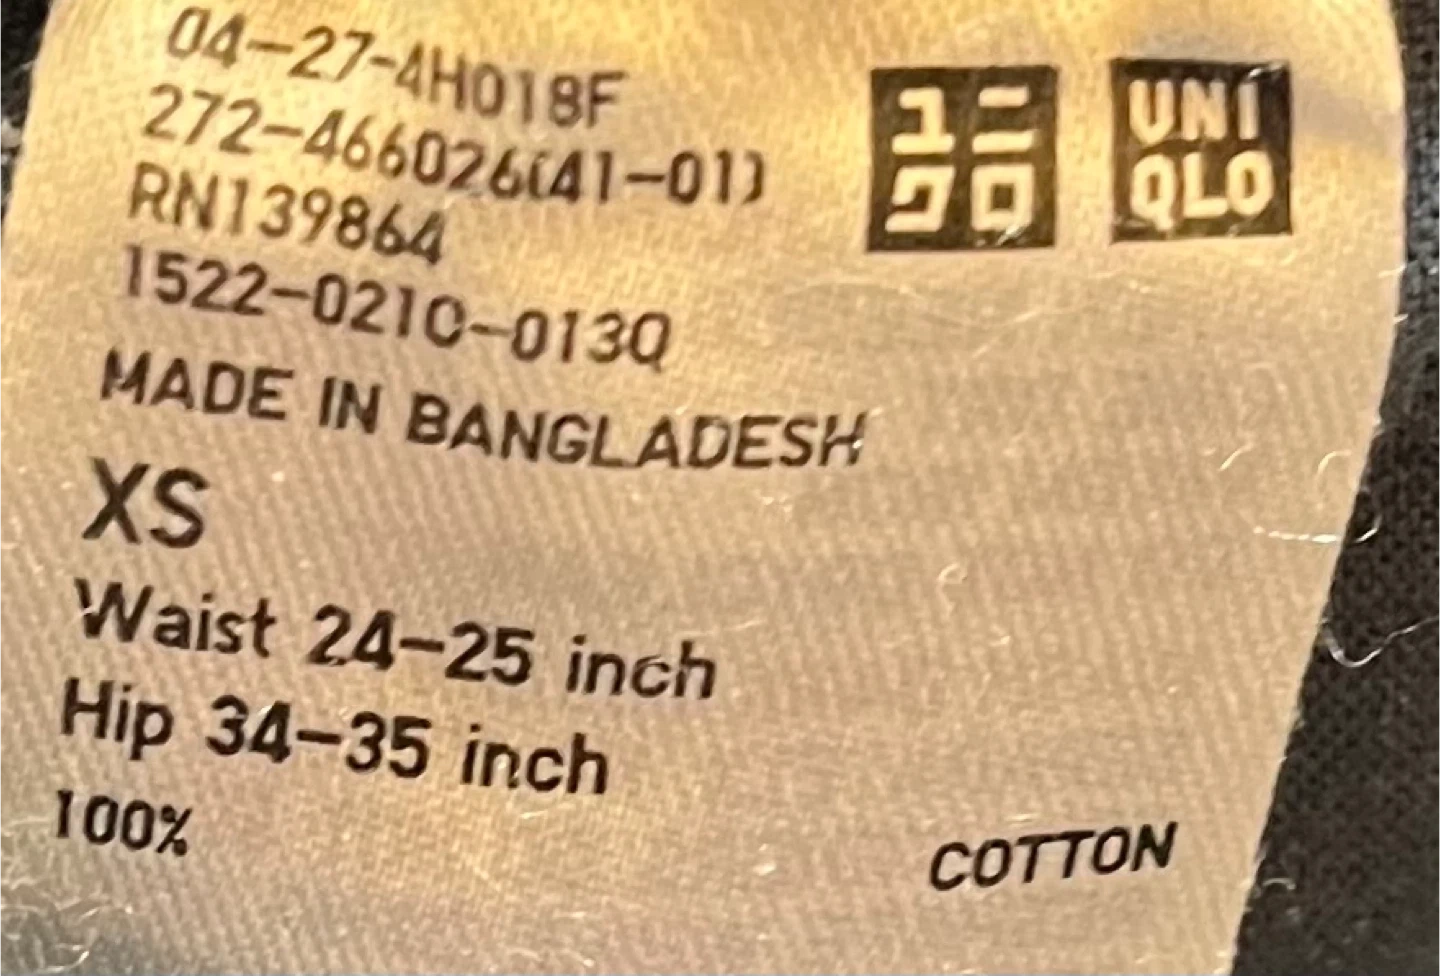 04-27-4H018F
272-466026(41-01)
RN139864
1522-021C-013Q
MADE IN BANGLADESH
XS
Waist 24-25 inch
Hip 34-35 inch
100% COTTON
ユニ
クロ
UNI
QLO